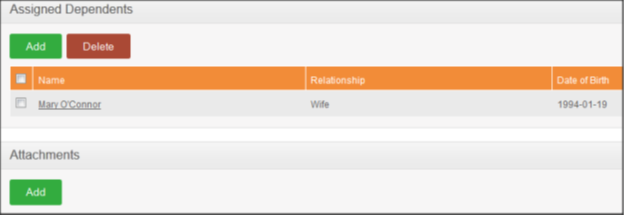 Assigned Dependents
Add Delete
Name Relationship Date of Birth
Mary O'Connor Wife 1994-01-19
Attachments
Add